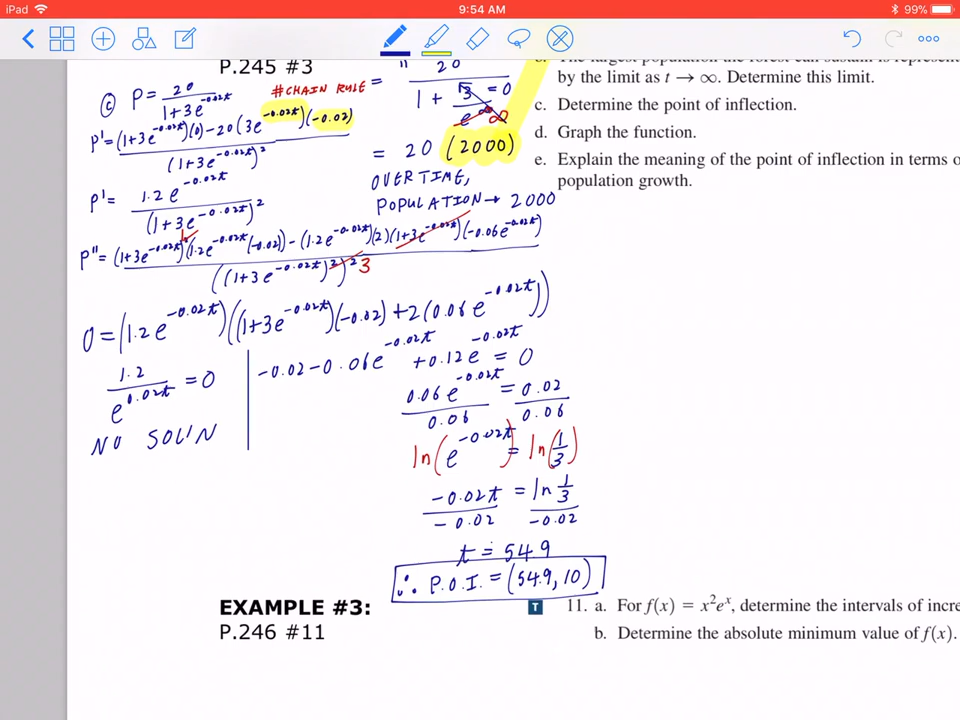 iPad
9:54 AM
99%
P.245 #3
by the limit as t → ∞. Determine this limit.
c. Determine the point of inflection.
d. Graph the function.
e. Explain the meaning of the point of inflection in terms o
population growth.
ⓒ P = 20 / (1+3e^(-0.02t))
#CHAIN RULE
P' = (1+3e^(-0.02t))(0) - 20(3e^(-0.02t))(-0.02) / (1+3e^(-0.02t))^2
P' = 1.2e^(-0.02t) / (1+3e^(-0.02t))^2
= 20 / (1 + 3/e^∞) = 0
= 20 (2000)
OVER TIME,
POPULATION → 2000
P'' = (1+3e^(-0.02t))^2 (1.2e^(-0.02t)(-0.02)) - (1.2e^(-0.02t))(2)(1+3e^(-0.02t))(-0.06e^(-0.02t)) / ((1+3e^(-0.02t))^2)^2 3
0 = (1.2e^(-0.02t))((1+3e^(-0.02t))(-0.02) + 2(0.06e^(-0.02t)))
1.2 / e^(0.02t) = 0
NO SOL'N
-0.02 - 0.06e^(-0.02t) + 0.12e^(-0.02t) = 0
0.06e^(-0.02t) / 0.06 = 0.02 / 0.06
ln(e^(-0.02t)) = ln(1/3)
-0.02t / -0.02 = ln 1/3 / -0.02
t = 54.9
∴ P.O.I. = (54.9, 10)
EXAMPLE #3:
P.246 #11
T 11. a. For f(x) = x²eˣ, determine the intervals of incre
b. Determine the absolute minimum value of f(x).